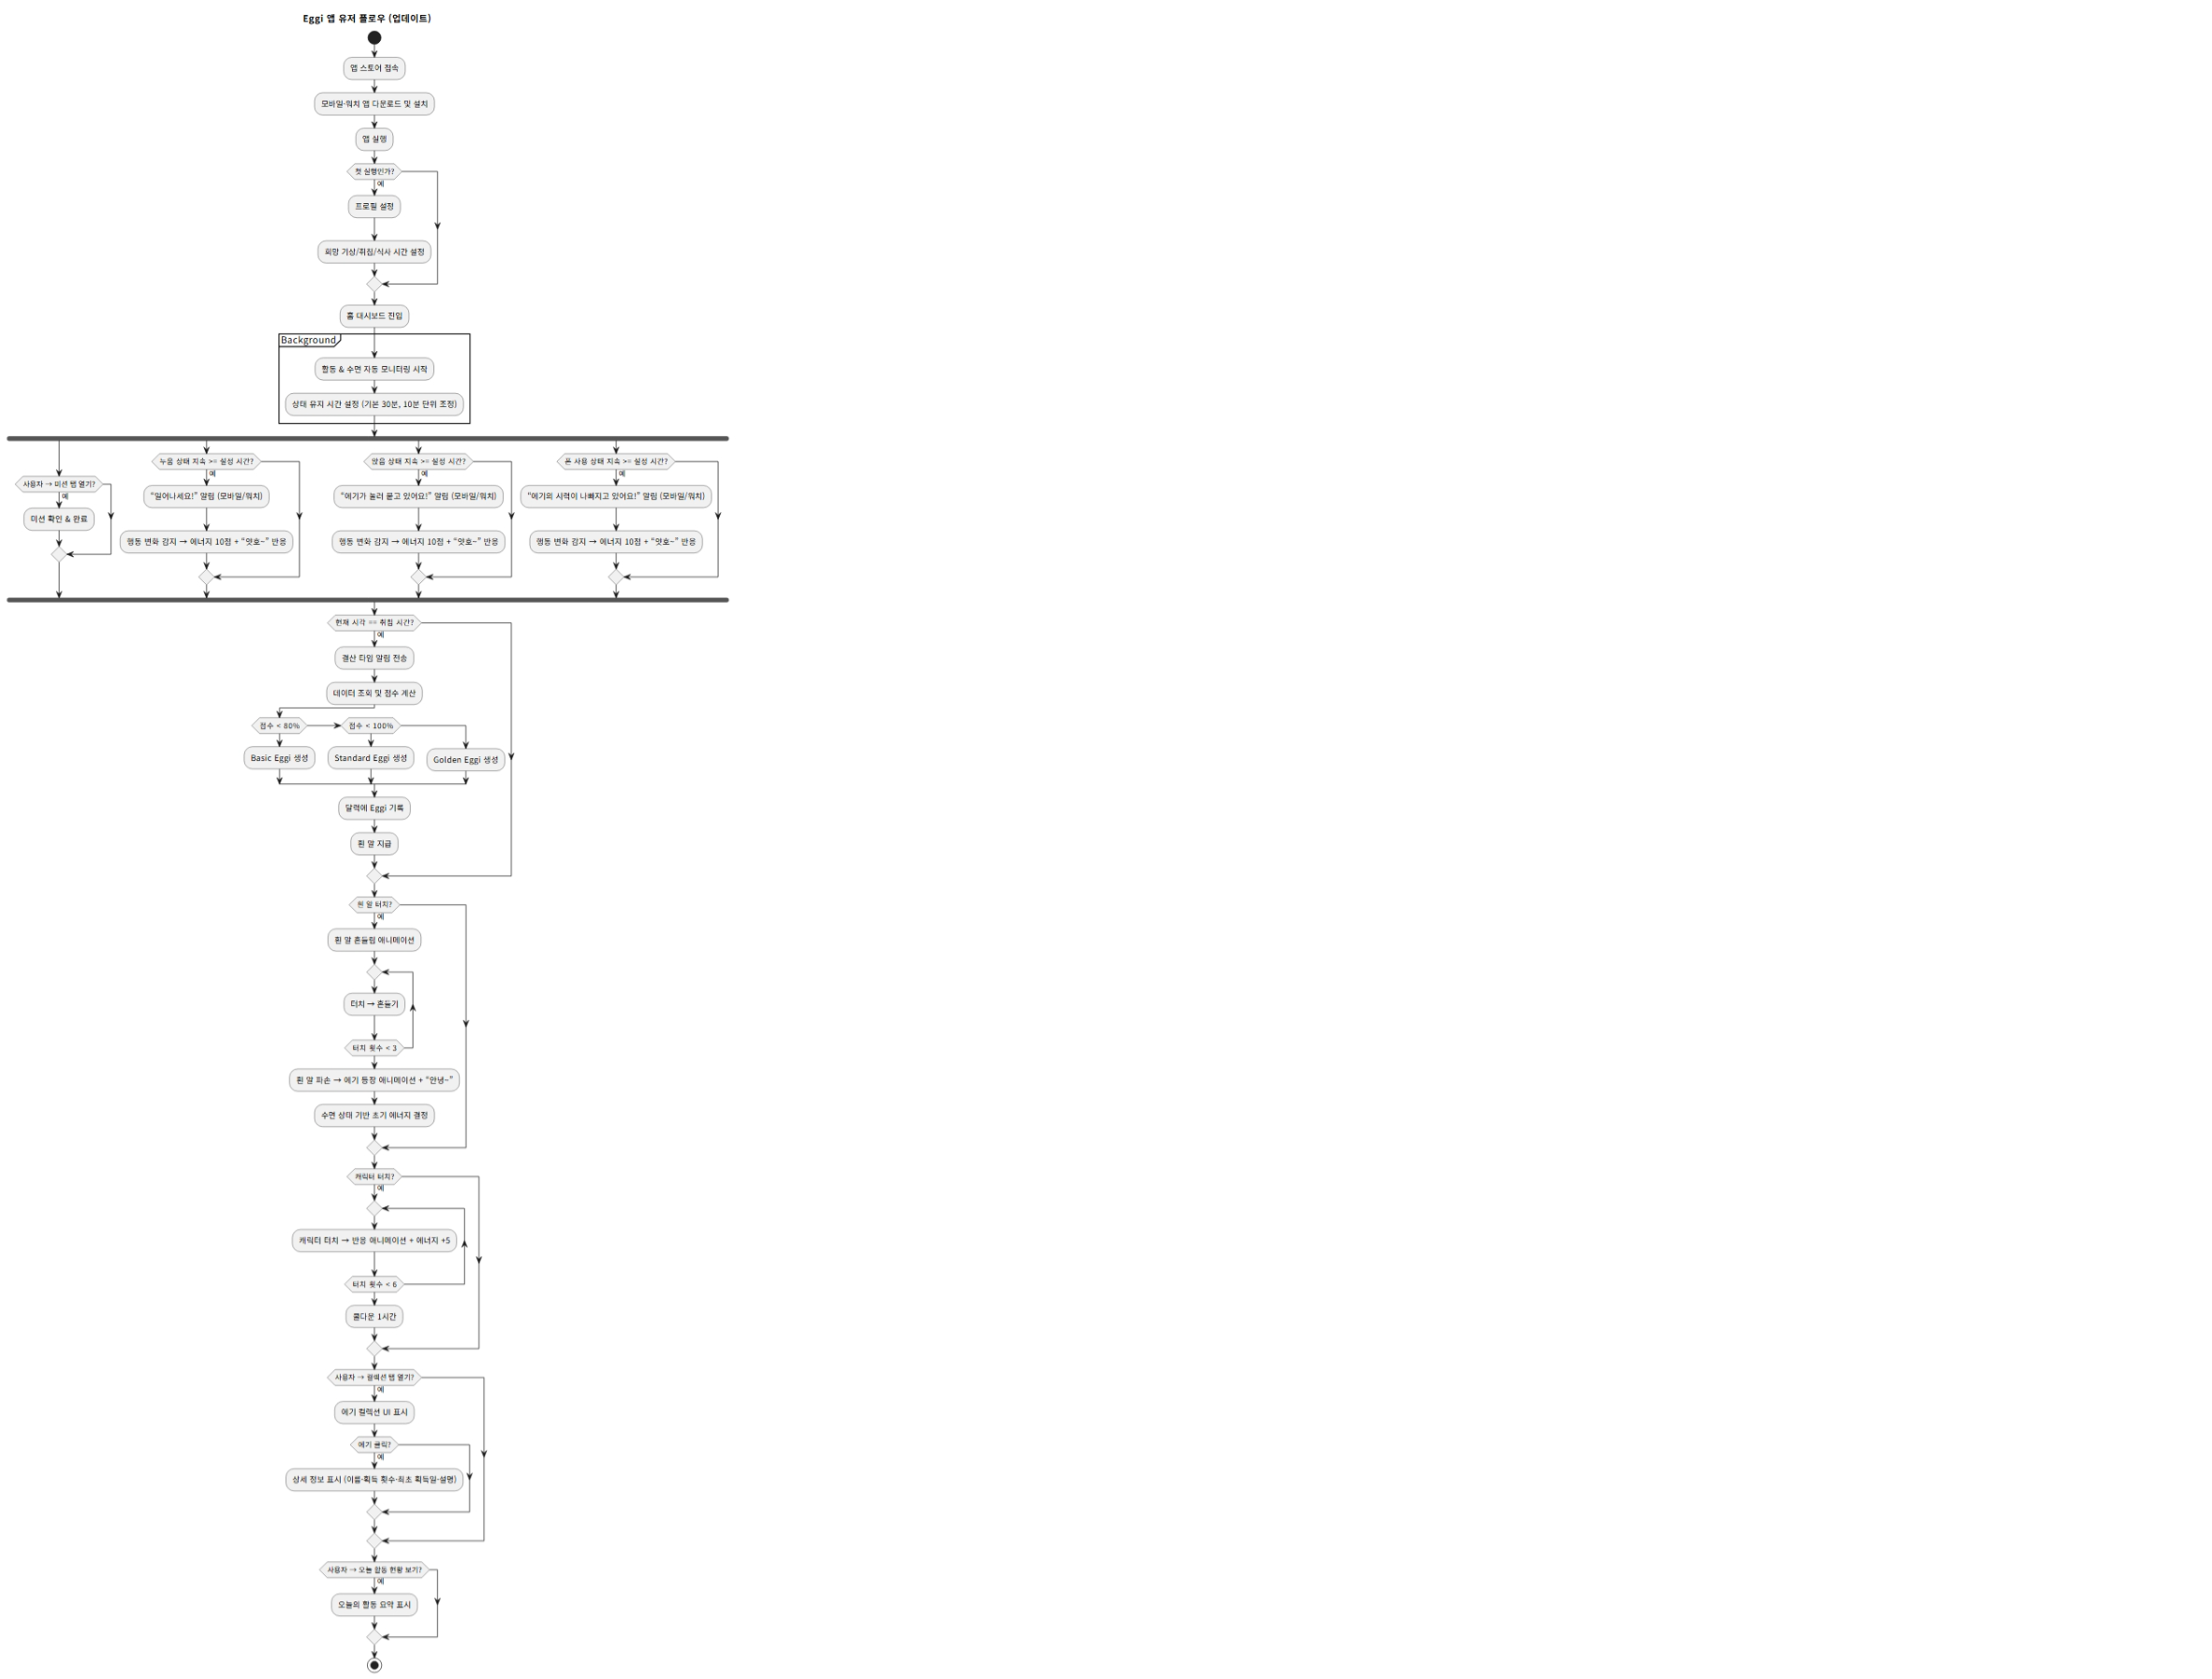 Eggi 앱 유저 플로우 (업데이트)
앱 스토어 접속
모바일·워치 앱 다운로드 및 설치
앱 실행
첫 실행인가?
예
프로필 설정
희망 기상/취침/식사 시간 설정
홈 대시보드 진입
Background
활동 & 수면 자동 모니터링 시작
상태 유지 시간 설정 (기본 30분, 10분 단위 조정)
사용자 → 미션 탭 열기?
예
미션 확인 & 완료
누움 상태 지속 >= 설정 시간?
예
“일어나세요!” 알림 (모바일/워치)
행동 변화 감지 → 에너지 10점 + “얏호~” 반응
앉음 상태 지속 >= 설정 시간?
예
“에기가 눌러 붙고 있어요!” 알림 (모바일/워치)
행동 변화 감지 → 에너지 10점 + “얏호~” 반응
폰 사용 상태 지속 >= 설정 시간?
예
“에기의 시력이 나빠지고 있어요!” 알림 (모바일/워치)
행동 변화 감지 → 에너지 10점 + “얏호~” 반응
현재 시각 == 취침 시간?
예
결산 타임 알림 전송
데이터 조회 및 점수 계산
점수 < 80%
점수 < 100%
Basic Eggi 생성
Standard Eggi 생성
Golden Eggi 생성
달력에 Eggi 기록
흰 알 지급
흰 알 터치?
예
흰 알 흔들림 애니메이션
터치 → 흔들기
터치 횟수 < 3
흰 알 파손 → 에기 등장 애니메이션 + “안녕~”
수면 상태 기반 초기 에너지 결정
캐릭터 터치?
예
캐릭터 터치 → 반응 애니메이션 + 에너지 +5
터치 횟수 < 6
쿨다운 1시간
사용자 → 컬렉션 탭 열기?
예
에기 컬렉션 UI 표시
에기 클릭?
예
상세 정보 표시 (이름·획득 횟수·최초 획득일·설명)
사용자 → 오늘 활동 현황 보기?
예
오늘의 활동 요약 표시